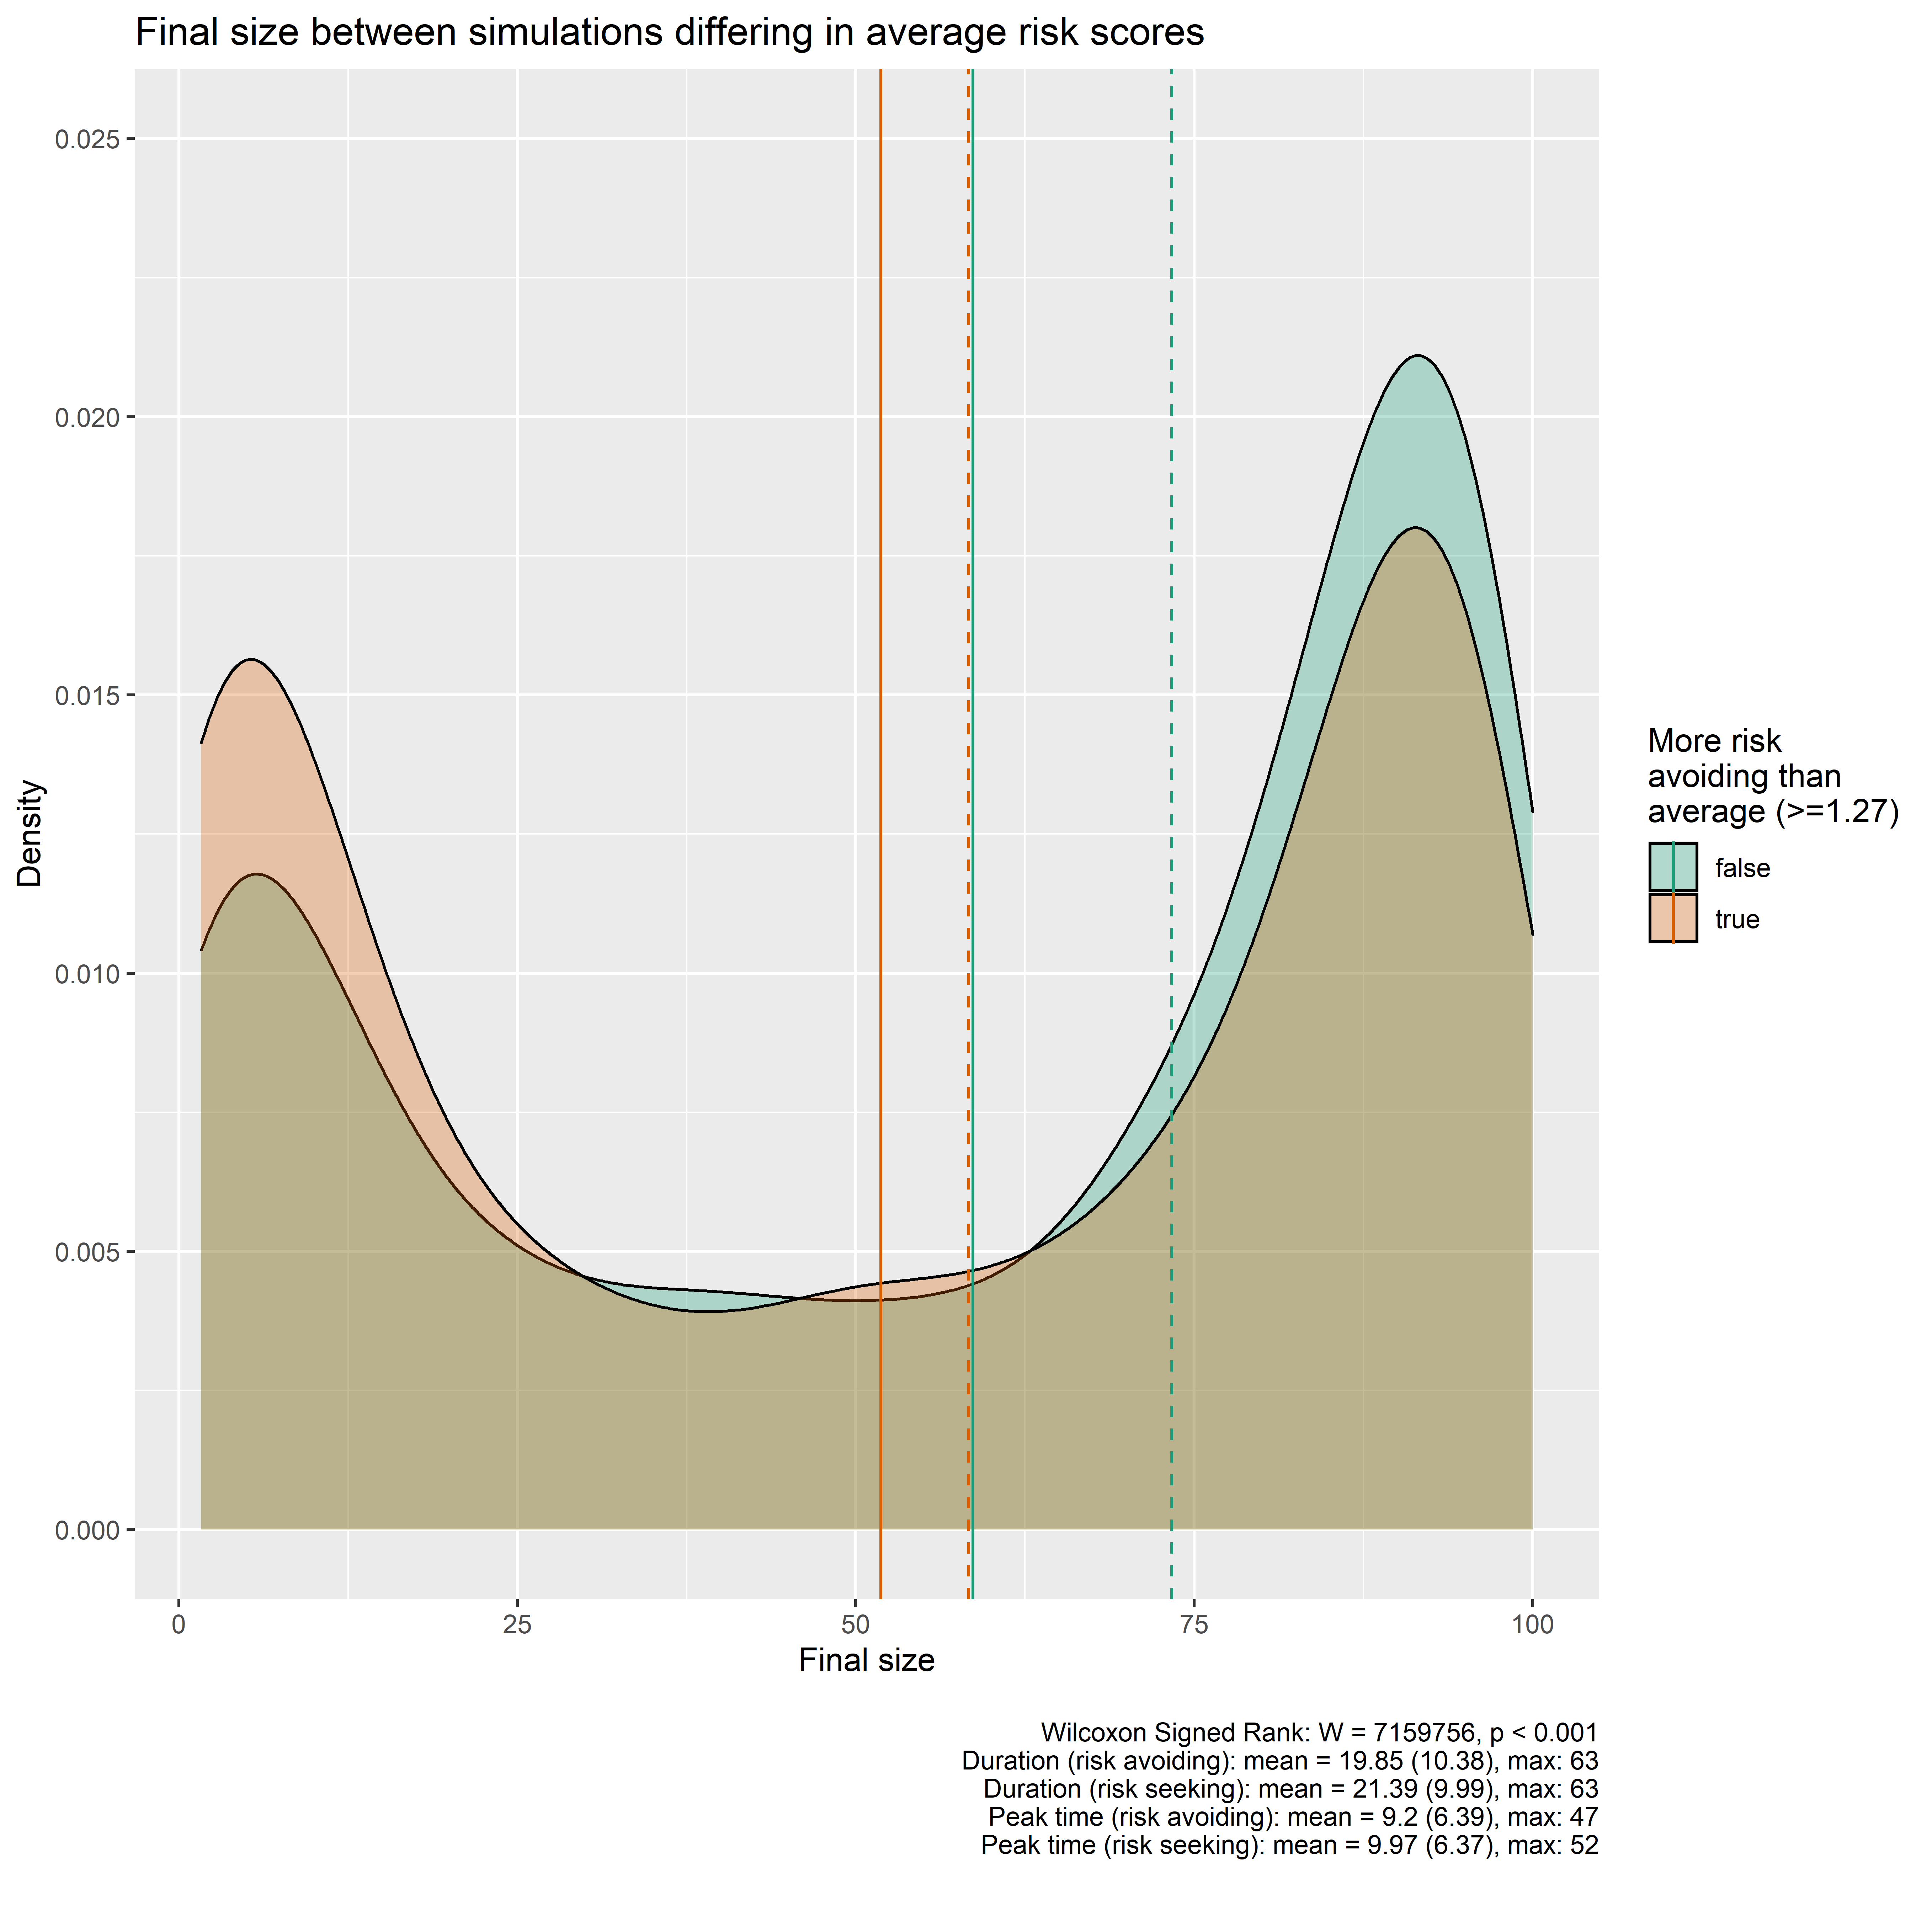 Final size between simulations differing in average risk scores
0.025
0.020
0.015
0.010
0.005
0.000
Density
0
25
50
75
100
Final size
More risk
avoiding than
average (>=1.27)
false
true
Wilcoxon Signed Rank: W = 7159756, p < 0.001
Duration (risk avoiding): mean = 19.85 (10.38), max: 63
Duration (risk seeking): mean = 21.39 (9.99), max: 63
Peak time (risk avoiding): mean = 9.2 (6.39), max: 47
Peak time (risk seeking): mean = 9.97 (6.37), max: 52